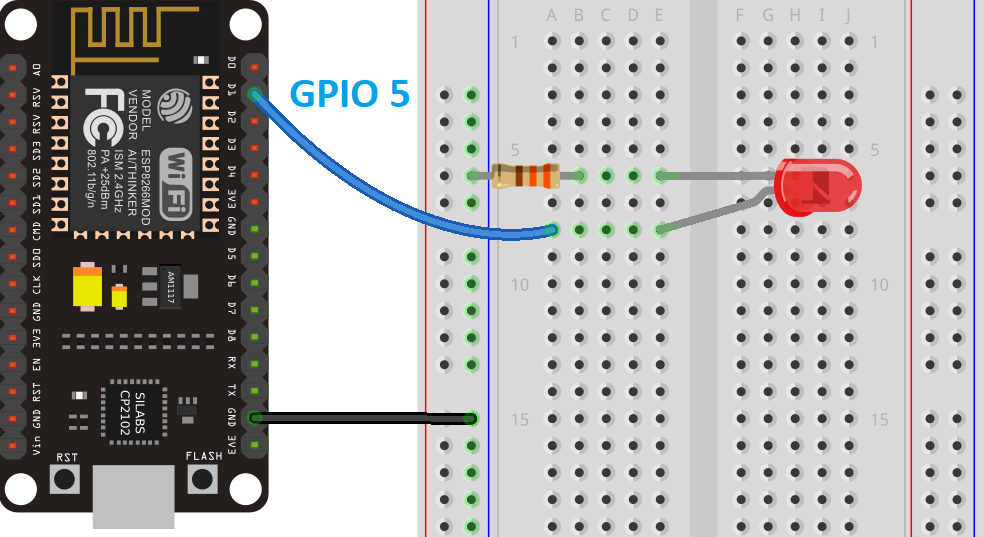 A0
RSV
RSV
SD3
SD2
SD1
CMD
SD0
CLK
GND
3V3
EN
RST
GND
Vin
FC
MODEL ESP8266MOD
VENDOR AI/THINKER
ISM 2.4GHz
PA +25dBm
802.11b/g/n
Wi Fi
AM1117
SILABS
CP2102
RST
FLASH
D0
D1
D2
D3
D4
3V3
GND
D5
D6
D7
D8
RX
TX
GND
3V3
GPIO 5
A B C D E F G H I J
1 1
5 5
10 10
15 15